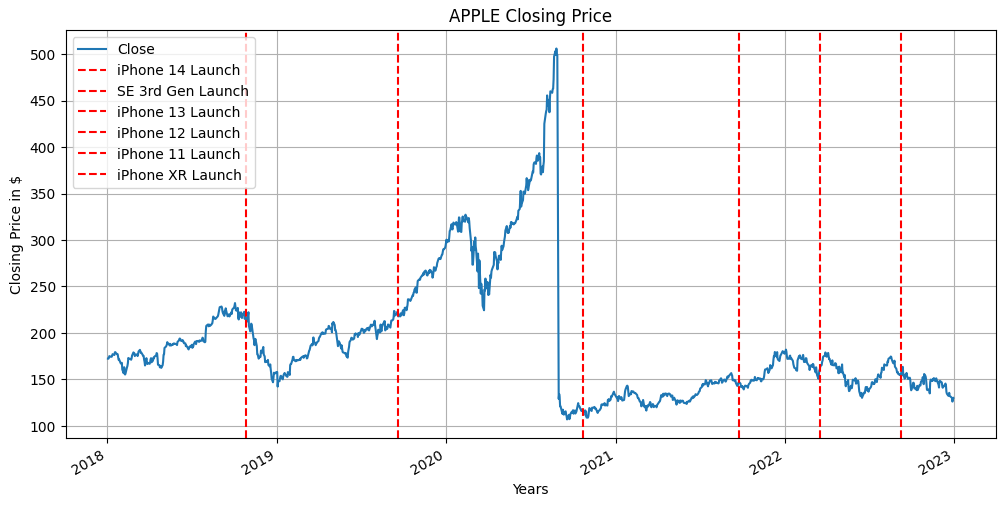 APPLE Closing Price
Close
iPhone 14 Launch
SE 3rd Gen Launch
iPhone 13 Launch
iPhone 12 Launch
iPhone 11 Launch
iPhone XR Launch
500
450
400
350
300
250
200
150
100
Closing Price in $
2018
2019
2020
2021
2022
2023
Years